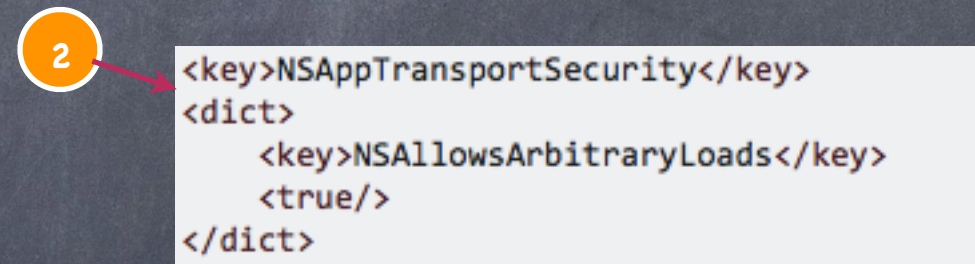 2
<key>NSAppTransportSecurity</key>
<dict>
    <key>NSAllowsArbitraryLoads</key>
    <true/>
</dict>